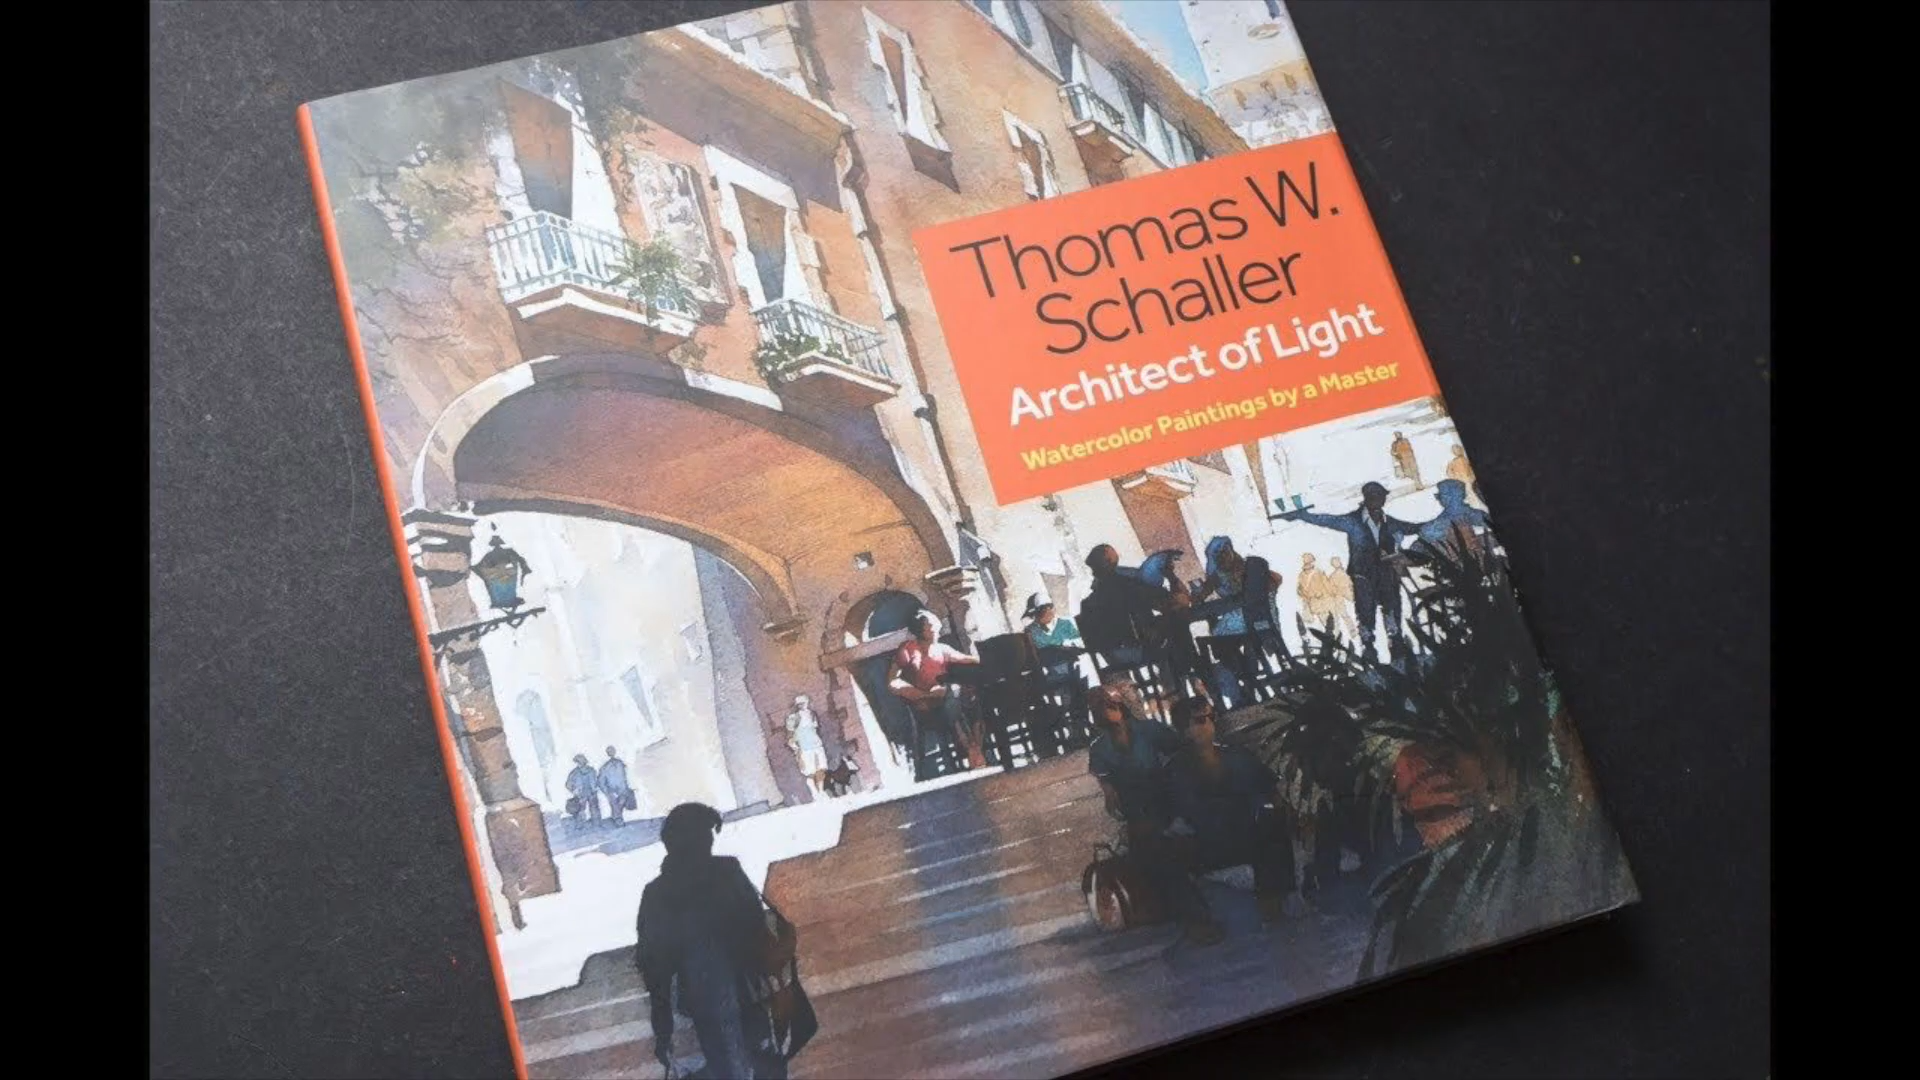 Thomas W.
Schaller
Architect of Light
Watercolor Paintings by a Master